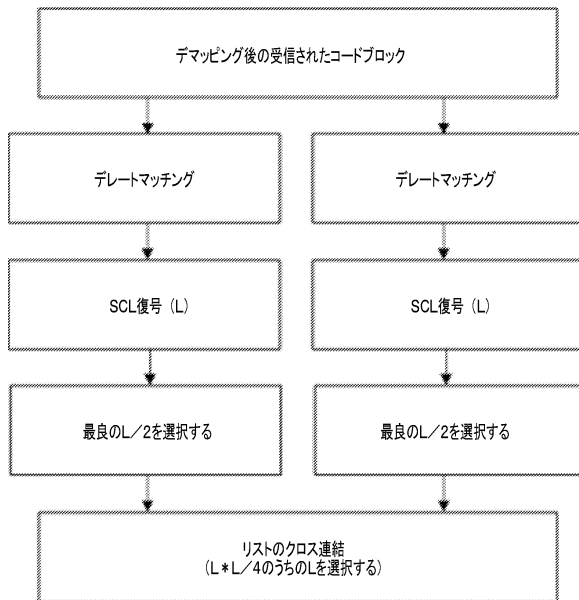 デマッピング後の受信されたコードブロック
デレートマッチング
デレートマッチング
SCL復号（L）
SCL復号（L）
最良のL／2を選択する
最良のL／2を選択する
リストのクロス連結
（L＊L／4のうちのLを選択する）